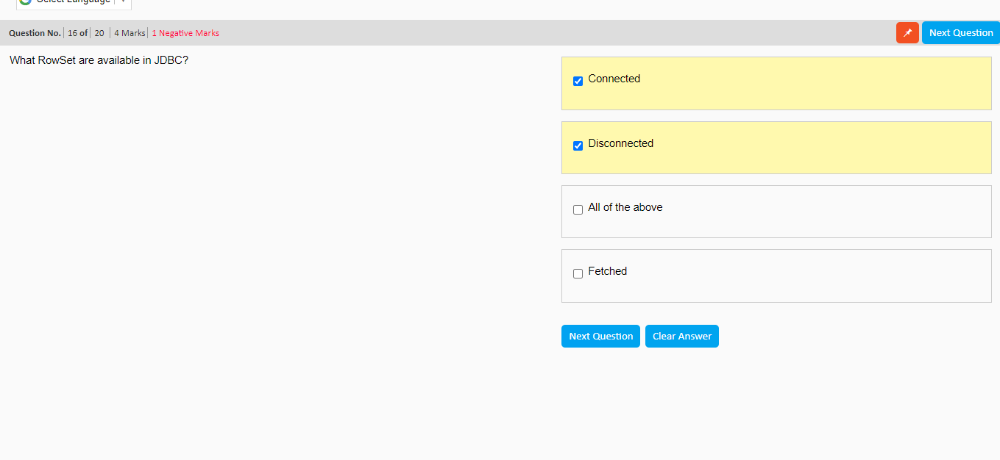 Select Language
Question No. 16 of 20 4 Marks 1 Negative Marks
Next Question
What RowSet are available in JDBC?
Connected
Disconnected
All of the above
Fetched
Next Question Clear Answer